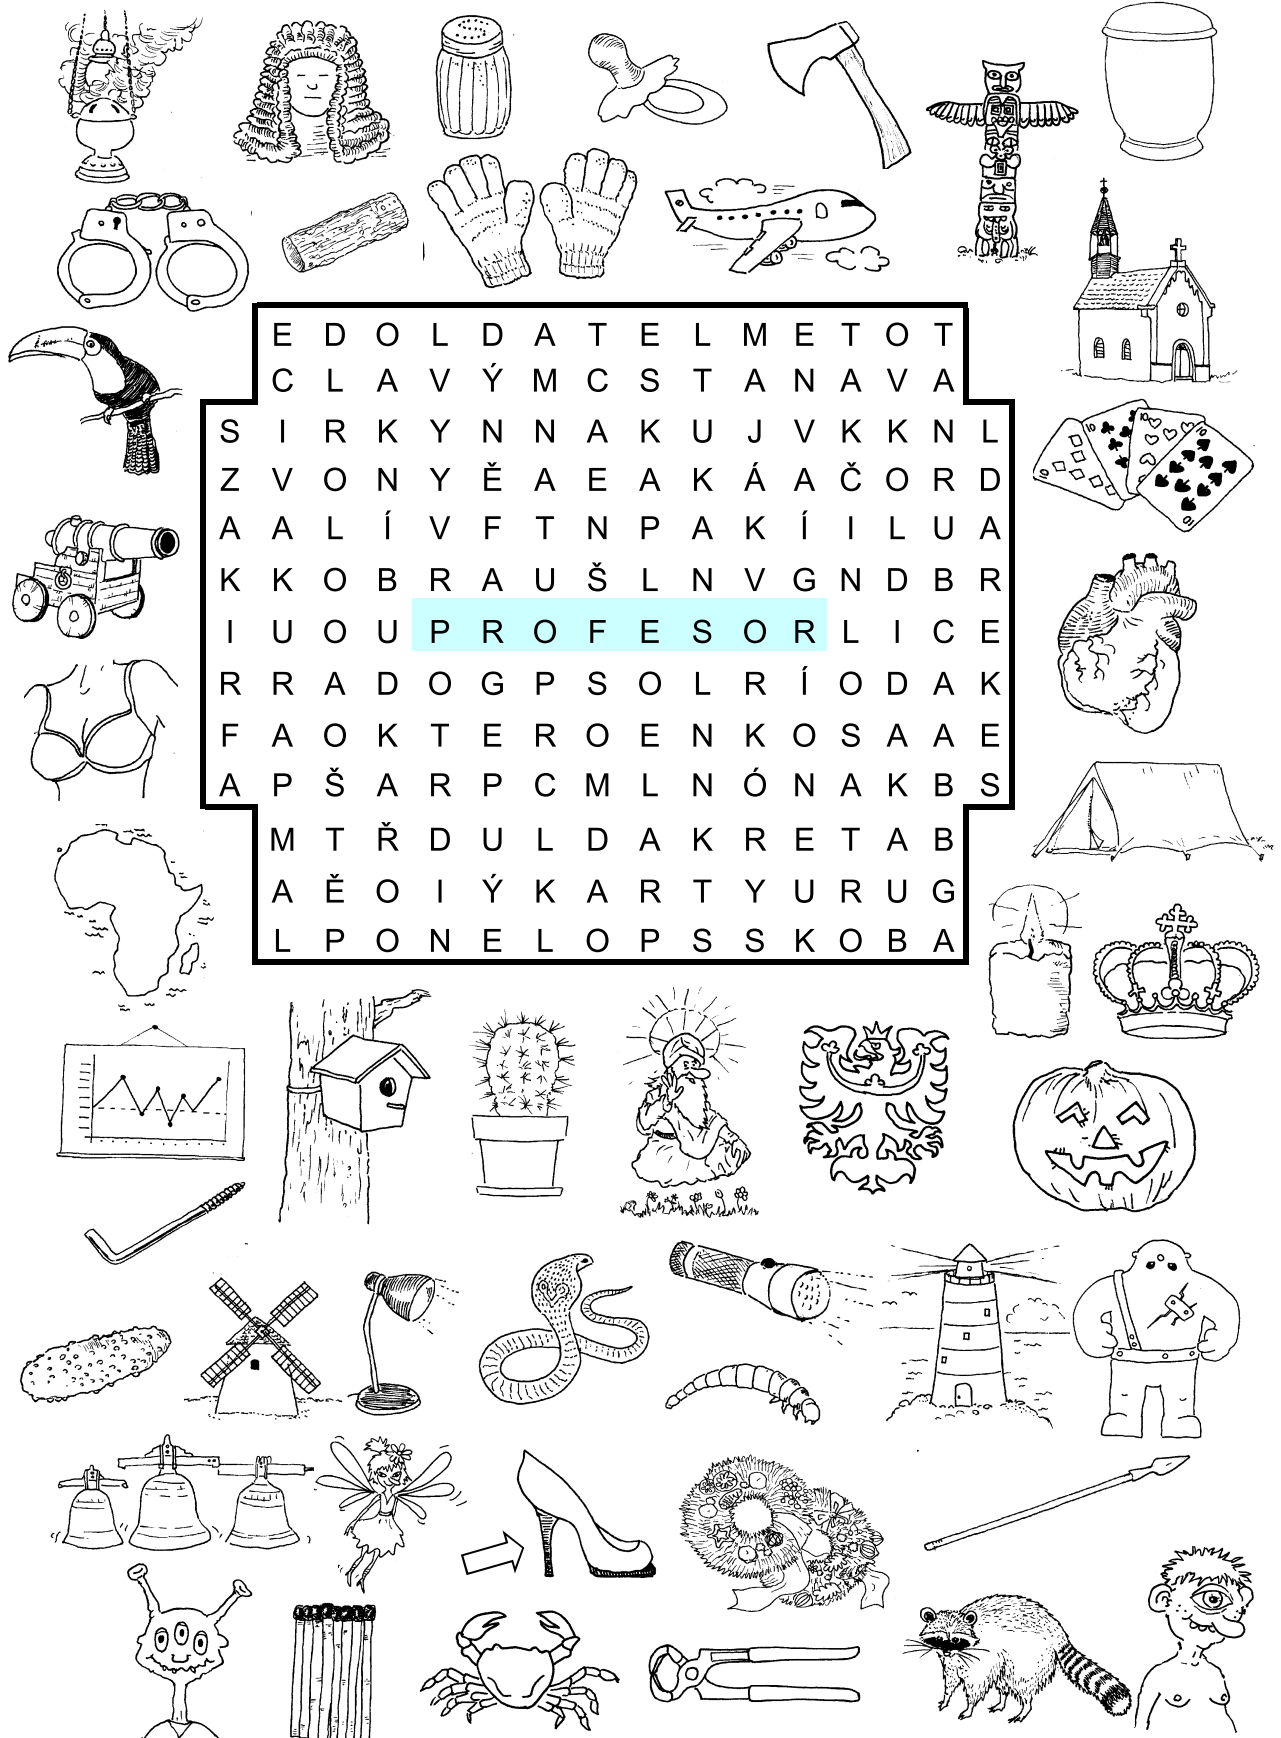 E D O L D A T E L M E T O T
C L A V Ý M C S T A N A V A
S I R K Y N N A K U J V K K N L
Z V O N Y Ě A E A K Á A Č O R D
A A L Í V F T N P A K Í I L U A
K K O B R A U Š L N V G N D B R
I U O U P R O F E S O R L I C E
R R A D O G P S O L R Í O D A K
F A O K T E R O E N K O S A A E
A P Š A R P C M L N Ó N A K B S
M T Ř D U L D A K R E T A B
A Ě O I Ý K A R T Y U R U G
L P O N E L O P S S K O B A